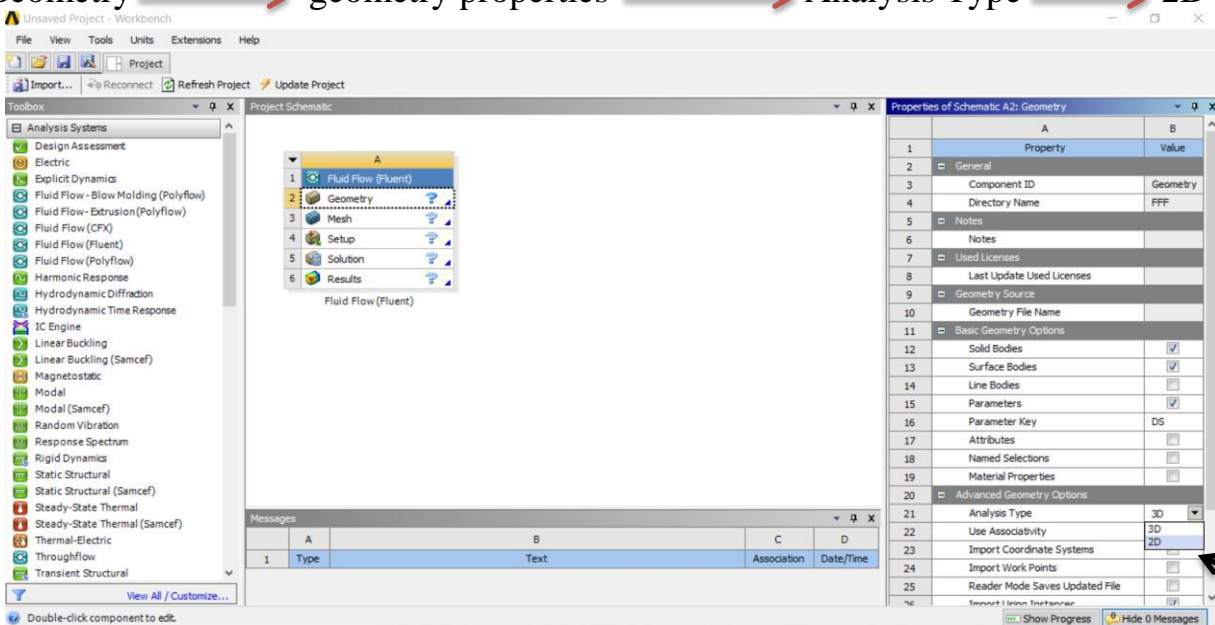 geometry properties Analysis Type 2D
Unsaved Project - Workbench
File View Tools Units Extensions Help
Project
Import... Reconnect Refresh Project Update Project
Toolbox
Analysis Systems
Design Assessment
Electric
Explicit Dynamics
Fluid Flow - Blow Molding (Polyflow)
Fluid Flow- Extrusion (Polyflow)
Fluid Flow (CFX)
Fluid Flow (Fluent)
Fluid Flow (Polyflow)
Harmonic Response
Hydrodynamic Diffraction
Hydrodynamic Time Response
IC Engine
Linear Buckling
Linear Buckling (Samcef)
Magnetostatic
Modal
Modal (Samcef)
Random Vibration
Response Spectrum
Rigid Dynamics
Static Structural
Static Structural (Samcef)
Steady-State Thermal
Steady-State Thermal (Samcef)
Thermal-Electric
Throughflow
Transient Structural
View All / Customize...
Project Schematic
A
1 Fluid Flow (Fluent)
2 Geometry ?
3 Mesh ?
4 Setup ?
5 Solution ?
6 Results ?
Fluid Flow (Fluent)
Messages
A B C D
1 Type Text Association Date/Time
Properties of Schematic A2: Geometry
A B
1 Property Value
2 General
3 Component ID Geometry
4 Directory Name FFF
5 Notes
6 Notes
7 Used Licenses
8 Last Update Used Licenses
9 Geometry Source
10 Geometry File Name
11 Basic Geometry Options
12 Solid Bodies
13 Surface Bodies
14 Line Bodies
15 Parameters
16 Parameter Key DS
17 Attributes
18 Named Selections
19 Material Properties
20 Advanced Geometry Options
21 Analysis Type 3D
22 Use Associativity 3D
23 Import Coordinate Systems 2D
24 Import Work Points
25 Reader Mode Saves Updated File
26 Import Using Instances
Double-click component to edit.
Show Progress Hide 0 Messages